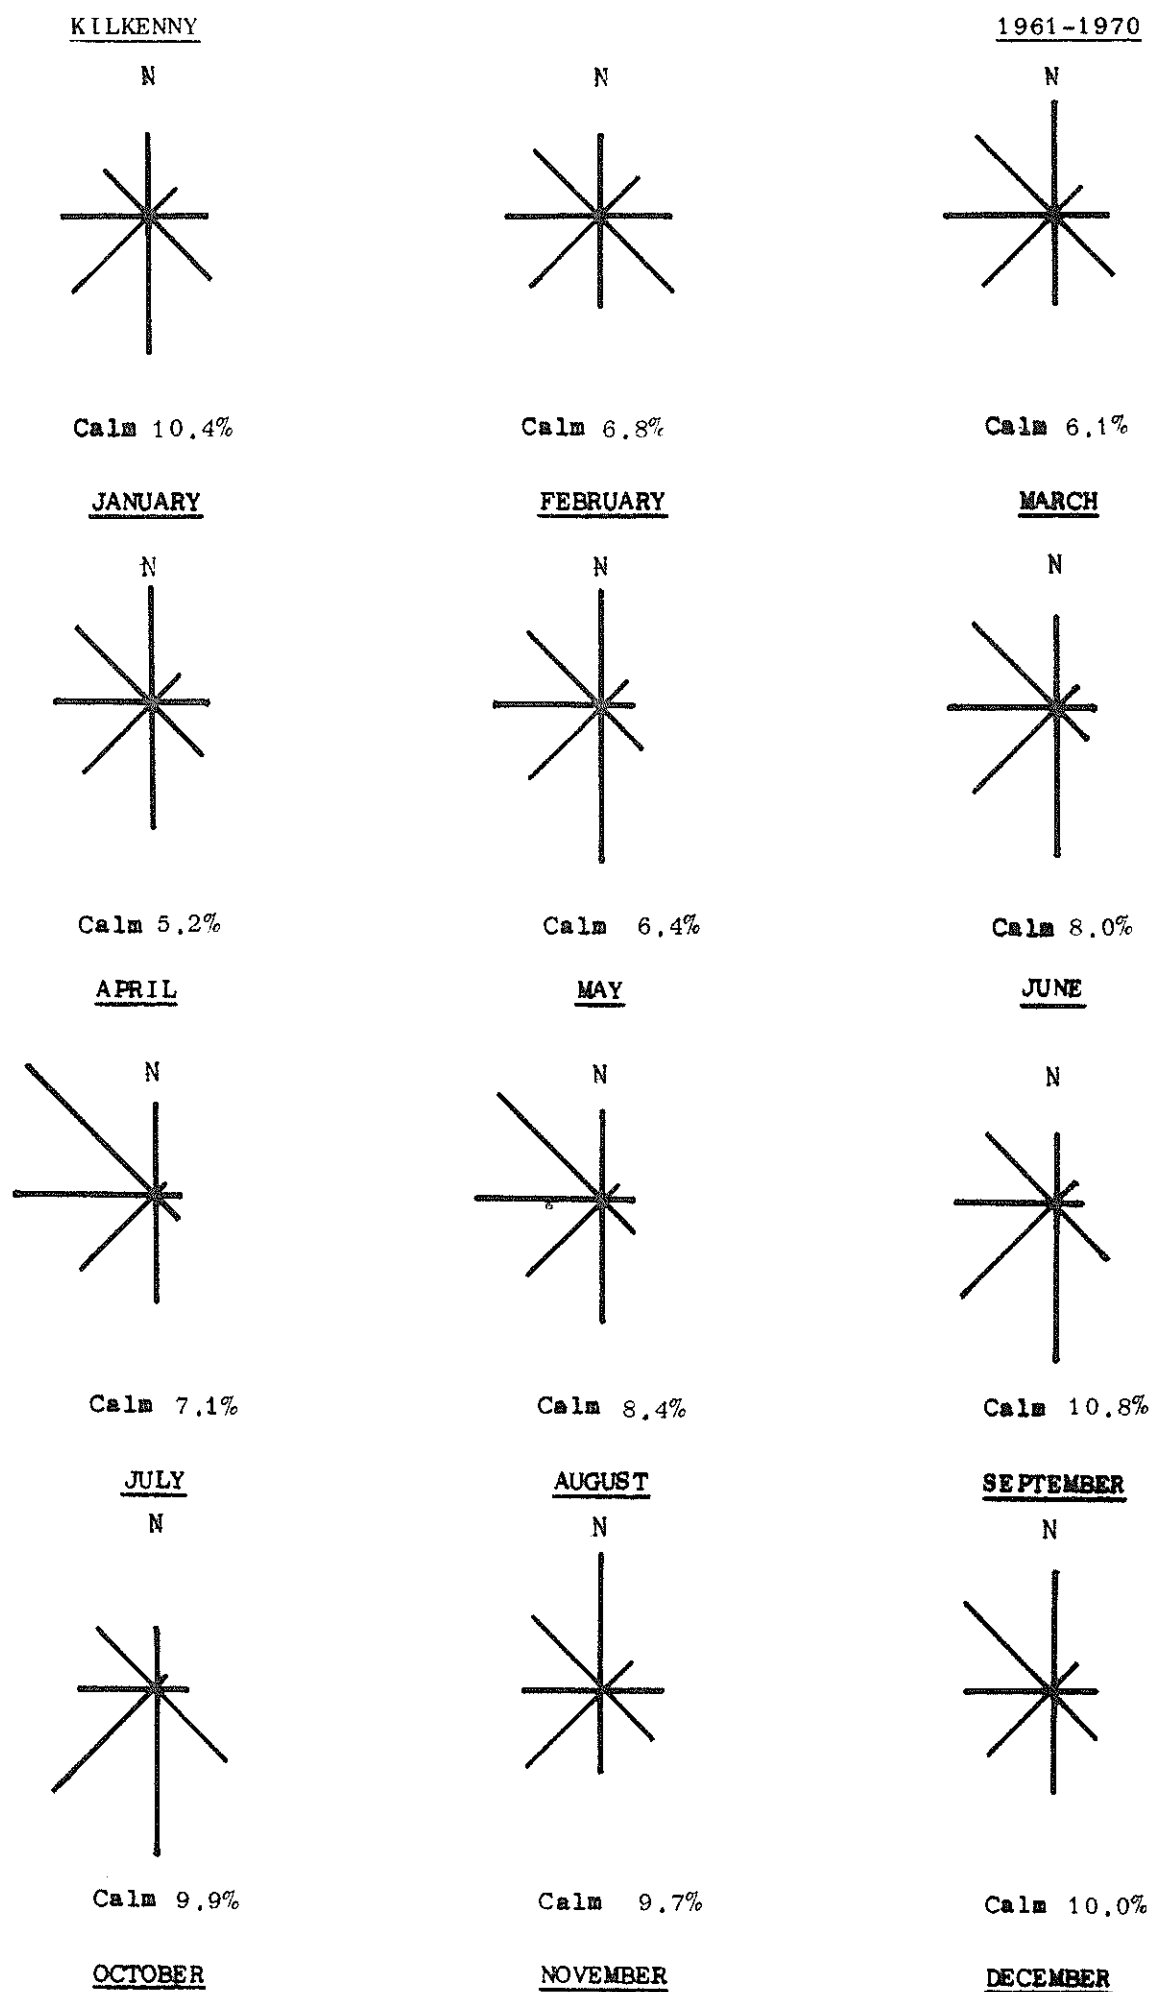 KILKENNY 1961-1970
N N N
Calm 10.4% Calm 6.8% Calm 6.1%
JANUARY FEBRUARY MARCH
N N N
Calm 5.2% Calm 6.4% Calm 8.0%
APRIL MAY JUNE
N N N
Calm 7.1% Calm 8.4% Calm 10.8%
JULY AUGUST SEPTEMBER
N N N
Calm 9.9% Calm 9.7% Calm 10.0%
OCTOBER NOVEMBER DECEMBER